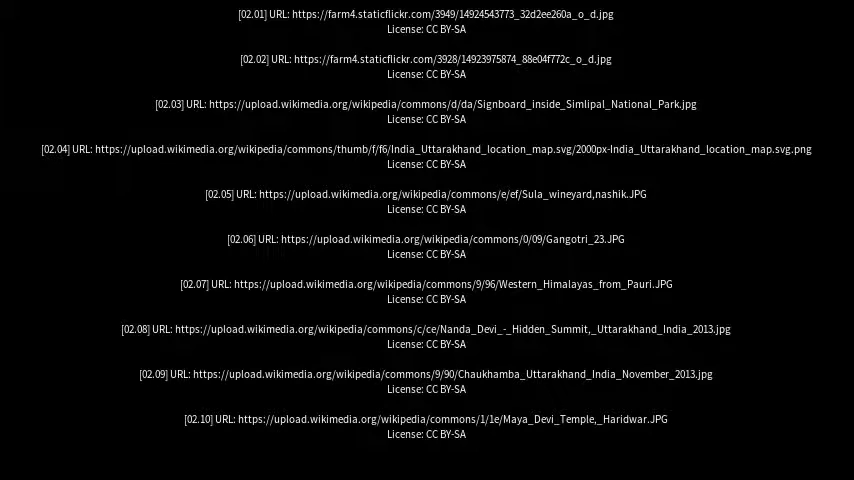 [02.01] URL: https://farm4.staticflickr.com/3949/14924543773_32d2ee260a_o_d.jpg
License: CC BY-SA
[02.02] URL: https://farm4.staticflickr.com/3928/14923975874_88e04f772c_o_d.jpg
License: CC BY-SA
[02.03] URL: https://upload.wikimedia.org/wikipedia/commons/d/da/Signboard_inside_Simlipal_National_Park.jpg
License: CC BY-SA
[02.04] URL: https://upload.wikimedia.org/wikipedia/commons/thumb/f/f6/India_Uttarakhand_location_map.svg/2000px-India_Uttarakhand_location_map.svg.png
License: CC BY-SA
[02.05] URL: https://upload.wikimedia.org/wikipedia/commons/e/ef/Sula_wineyard,nashik.JPG
License: CC BY-SA
[02.06] URL: https://upload.wikimedia.org/wikipedia/commons/0/09/Gangotri_23.JPG
License: CC BY-SA
[02.07] URL: https://upload.wikimedia.org/wikipedia/commons/9/96/Western_Himalayas_from_Pauri.JPG
License: CC BY-SA
[02.08] URL: https://upload.wikimedia.org/wikipedia/commons/c/ce/Nanda_Devi_-_Hidden_Summit,_Uttarakhand_India_2013.jpg
License: CC BY-SA
[02.09] URL: https://upload.wikimedia.org/wikipedia/commons/9/90/Chaukhamba_Uttarakhand_India_November_2013.jpg
License: CC BY-SA
[02.10] URL: https://upload.wikimedia.org/wikipedia/commons/1/1e/Maya_Devi_Temple,_Haridwar.JPG
License: CC BY-SA